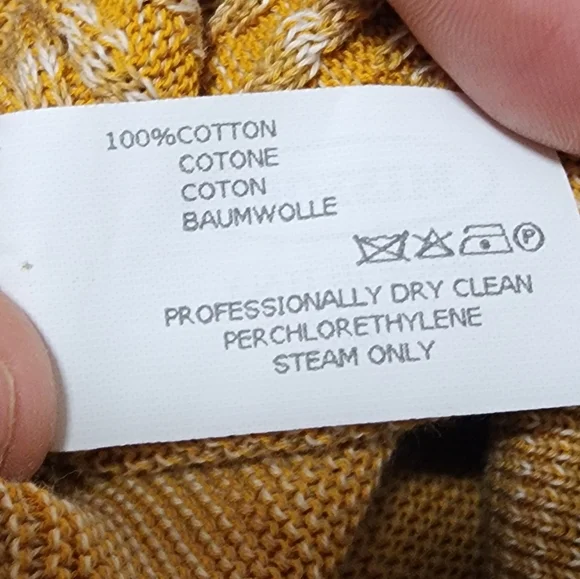 100%COTTON
COTONE
COTON
BAUMWOLLE
P
PROFESSIONALLY DRY CLEAN
PERCHLORETHYLENE
STEAM ONLY